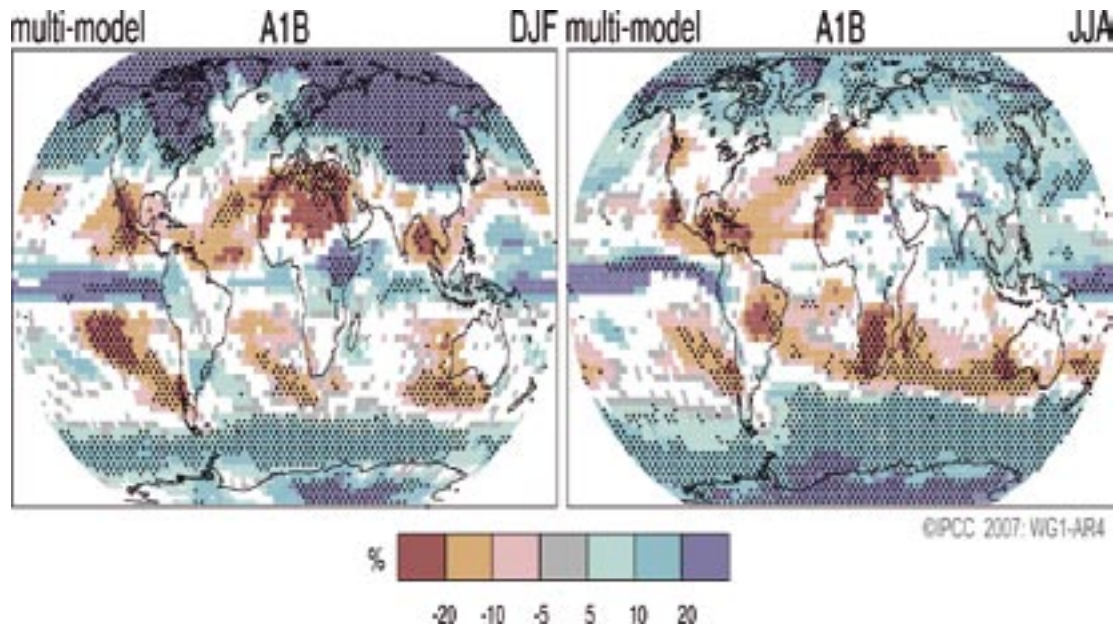 multi-model A1B DJF
multi-model A1B JJA
©IPCC 2007: WG1-AR4
%
-20 -10 -5 5 10 20